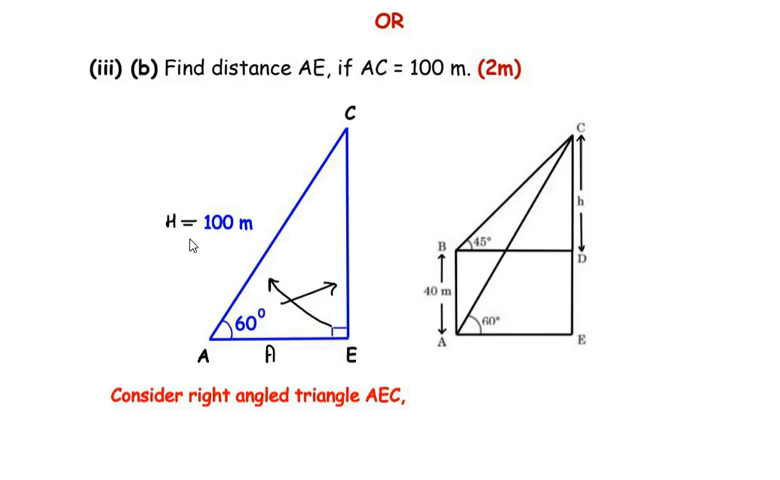 OR
(iii) (b) Find distance AE, if AC = 100 m. (2m)
C
H = 100 m
60°
A
A
E
C
h
B
45°
D
40 m
60°
A
E
Consider right angled triangle AEC,